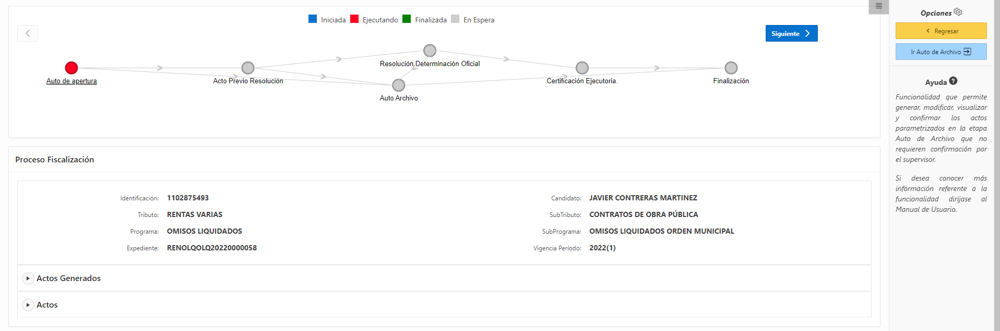 Iniciada Ejecutando Finalizada En Espera
Siguiente
Auto de apertura
Acto Previo Resolución
Resolución Determinación Oficial
Auto Archivo
Certificación Ejecutoria.
Finalización
Proceso Fiscalización
Identificación: 1102875493
Candidato: JAVIER CONTRERAS MARTINEZ
Tributo: RENTAS VARIAS
SubTributo: CONTRATOS DE OBRA PÚBLICA
Programa: OMISOS LIQUIDADOS
SubPrograma: OMISOS LIQUIDADOS ORDEN MUNICIPAL
Expediente: RENOLQOLQ20220000058
Vigencia Período: 2022(1)
Actos Generados
Actos
Opciones
Regresar
Ir Auto de Archivo
Ayuda ?
Funcionalidad que permite
generar, modificar, visualizar
y confirmar los actos
parametrizados en la etapa
Auto de Archivo que no
requieren confirmación por
el supervisor.
Si desea conocer más
información referente a la
funcionalidad diríjase al
Manual de Usuario.